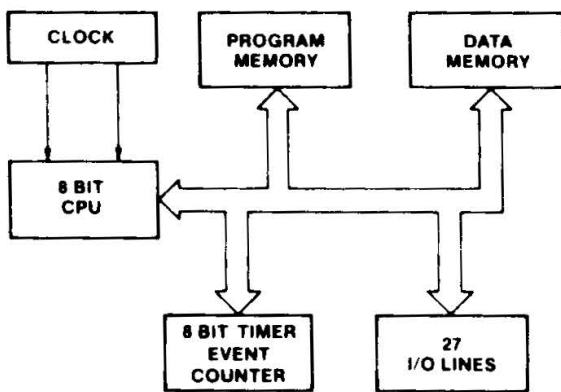 CLOCK
PROGRAM
MEMORY
DATA
MEMORY
8 BIT
CPU
8 BIT TIMER
EVENT
COUNTER
27
I/O LINES